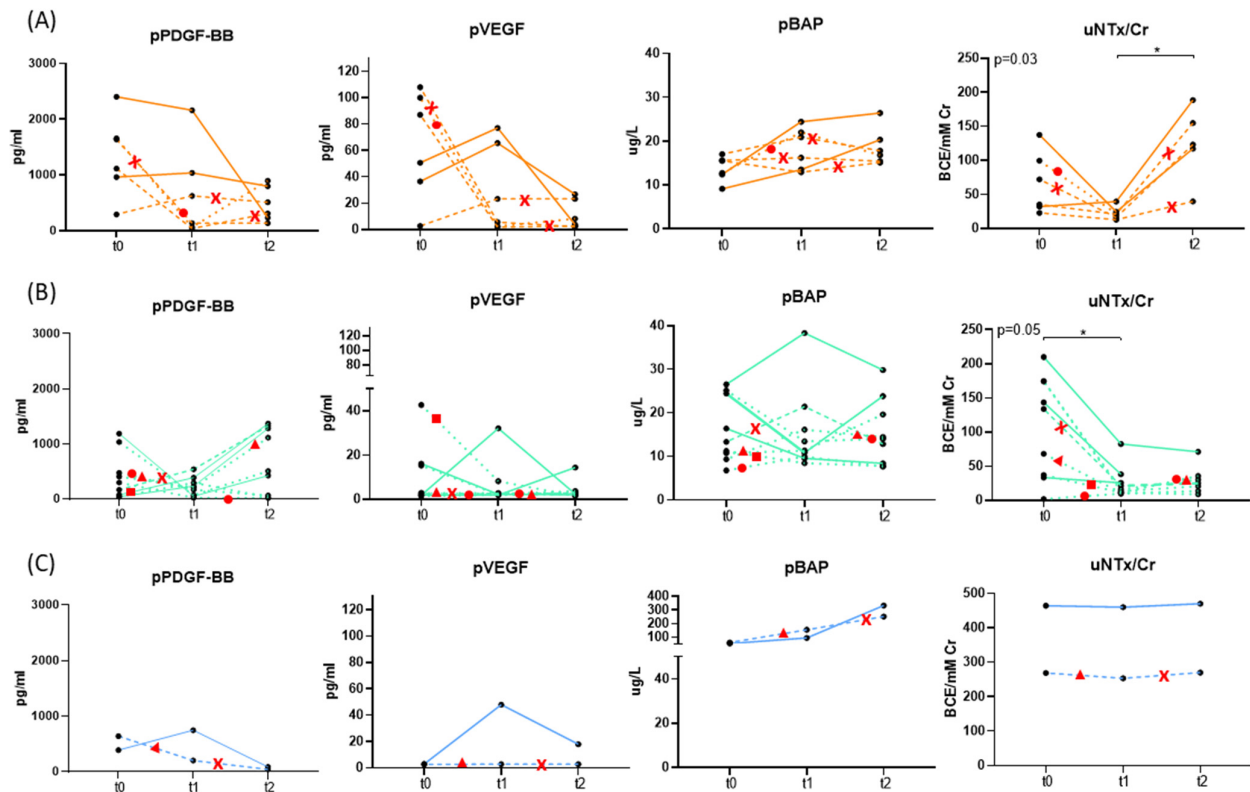 (A)
pPDGF-BB
pVEGF
pBAP
uNTx/Cr
pg/ml
3000
2000
1000
0
t0 t1 t2
pg/ml
120
100
80
60
40
20
0
t0 t1 t2
ug/L
40
30
20
10
0
t0 t1 t2
BCE/mM Cr
p=0.03
*
250
200
150
100
50
0
t0 t1 t2
(B)
pPDGF-BB
pVEGF
pBAP
uNTx/Cr
pg/ml
3000
2000
1000
0
t0 t1 t2
pg/ml
120
100
80
40
20
0
t0 t1 t2
ug/L
40
30
20
10
0
t0 t1 t2
BCE/mM Cr
p=0.05
*
250
200
150
100
50
0
t0 t1 t2
(C)
pPDGF-BB
pVEGF
pBAP
uNTx/Cr
pg/ml
3000
2000
1000
0
t0 t1 t2
pg/ml
120
100
80
60
40
20
0
t0 t1 t2
ug/L
400
300
200
100
40
20
0
t0 t1 t2
BCE/mM Cr
500
400
300
200
100
0
t0 t1 t2